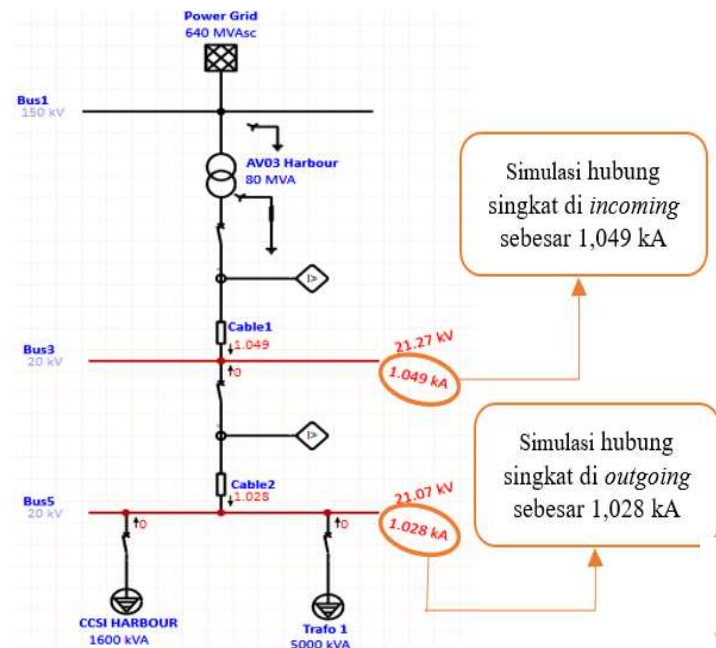 Power Grid
640 MVAsc
Bus1
150 kV
AV03 Harbour
80 MVA
I>
Cable1
1.049
Bus3
20 kV
0
21.27 kV
1.049 kA
I>
Cable2
1.028
Bus5
20 kV
0
0
21.07 kV
1.028 kA
CCSI HARBOUR
1600 kVA
Trafo 1
5000 kVA
Simulasi hubung
singkat di incoming
sebesar 1,049 kA
Simulasi hubung
singkat di outgoing
sebesar 1,028 kA